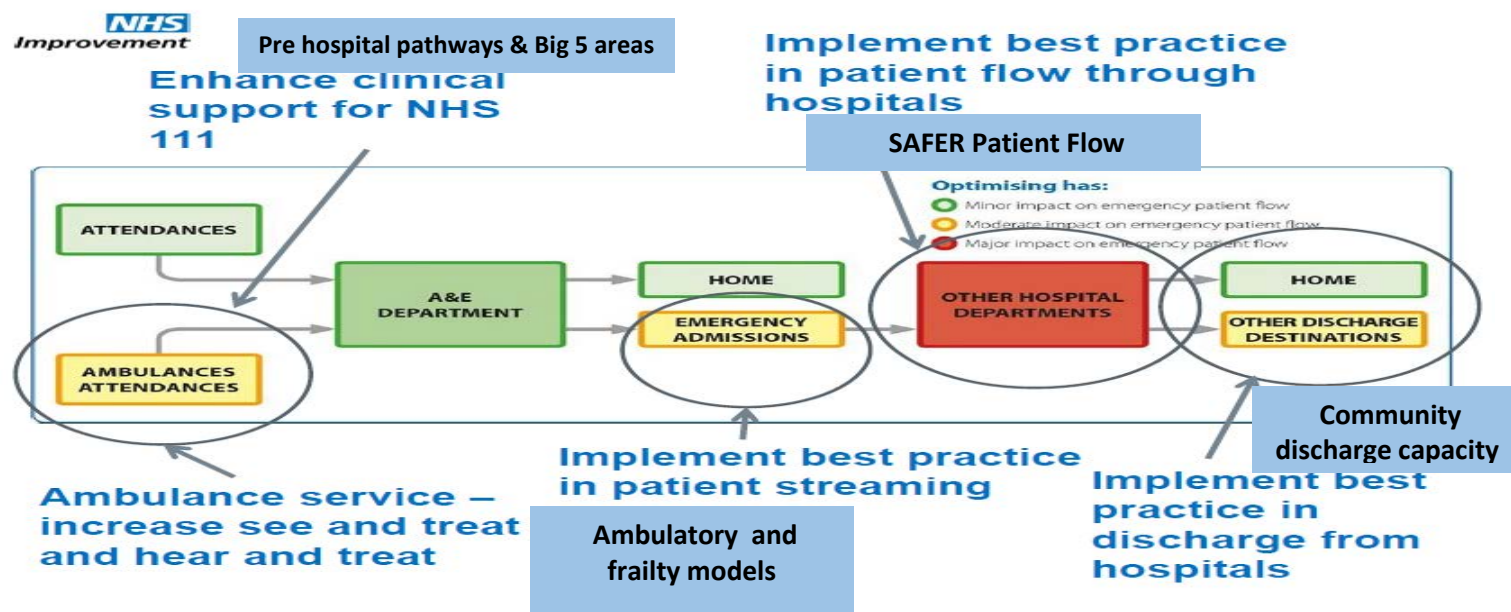 NHS
Improvement
Pre hospital pathways & Big 5 areas
Enhance clinical
support for NHS
111
Implement best practice
in patient flow through
hospitals
SAFER Patient Flow
Optimising has:
Minor impact on emergency patient flow
Moderate impact on emergency patient flow
Major impact on emergency patient flow
ATTENDANCES
AMBULANCES
ATTENDANCES
A&E
DEPARTMENT
HOME
EMERGENCY
ADMISSIONS
OTHER HOSPITAL
DEPARTMENTS
HOME
OTHER DISCHARGE
DESTINATIONS
Community
discharge capacity
Ambulance service –
increase see and treat
and hear and treat
Implement best practice
in patient streaming
Ambulatory and
frailty models
Implement best
practice in
discharge from
hospitals